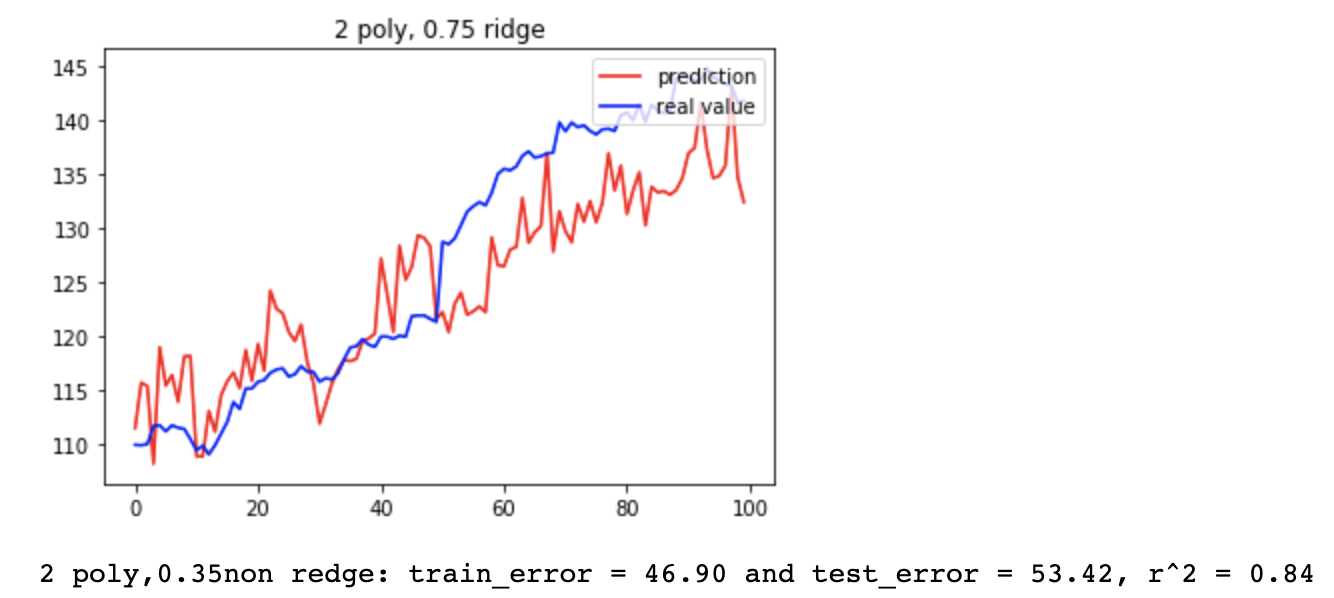 2 poly, 0.75 ridge
145
140
135
130
125
120
115
110
prediction
real value
0 20 40 60 80 100
2 poly,0.35non redge: train_error = 46.90 and test_error = 53.42, r^2 = 0.84